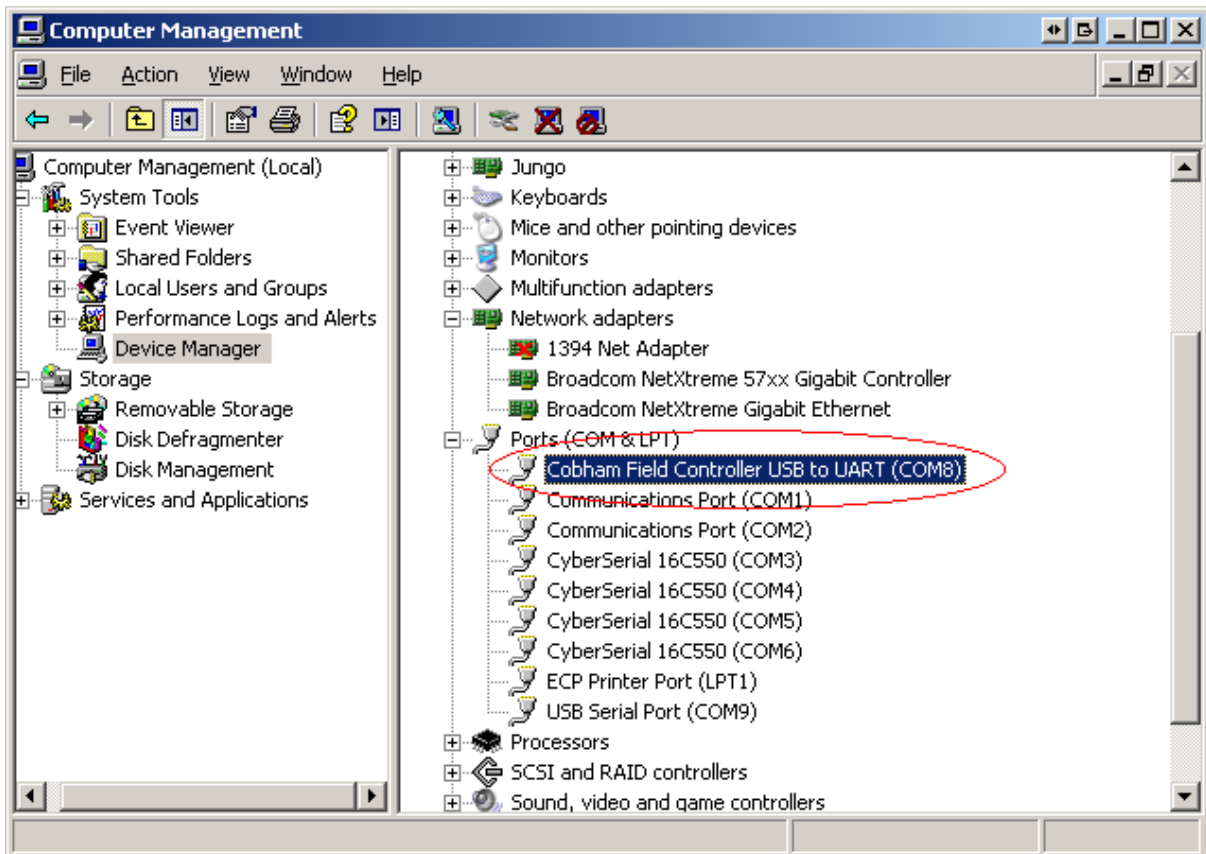 Computer Management
File Action View Window Help
Computer Management (Local)
System Tools
Event Viewer
Shared Folders
Local Users and Groups
Performance Logs and Alerts
Device Manager
Storage
Removable Storage
Disk Defragmenter
Disk Management
Services and Applications
Jungo
Keyboards
Mice and other pointing devices
Monitors
Multifunction adapters
Network adapters
1394 Net Adapter
Broadcom NetXtreme 57xx Gigabit Controller
Broadcom NetXtreme Gigabit Ethernet
Ports (COM & LPT)
Cobham Field Controller USB to UART (COM8)
Communications Port (COM1)
Communications Port (COM2)
CyberSerial 16C550 (COM3)
CyberSerial 16C550 (COM4)
CyberSerial 16C550 (COM5)
CyberSerial 16C550 (COM6)
ECP Printer Port (LPT1)
USB Serial Port (COM9)
Processors
SCSI and RAID controllers
Sound, video and game controllers